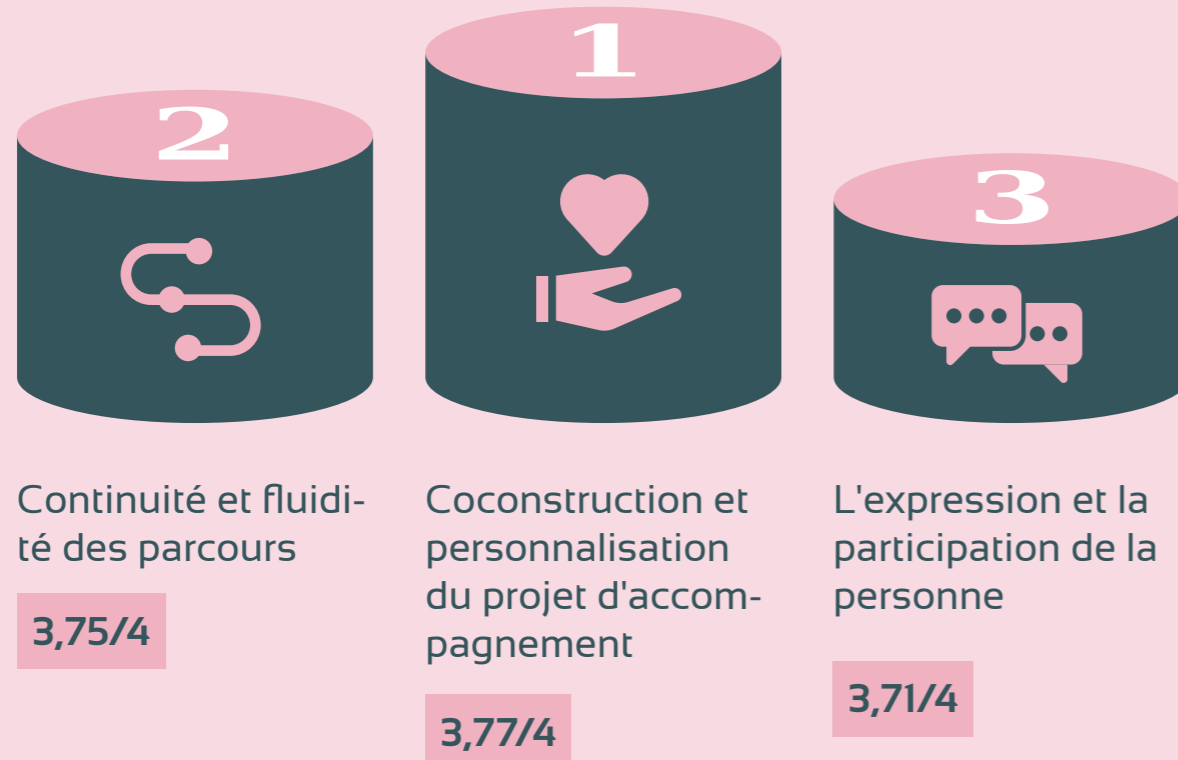 2
1
3
Continuité et fluidi-
té des parcours
3,75/4
Coconstruction et
personnalisation
du projet d'accom-
pagnement
3,77/4
L'expression et la
participation de la
personne
3,71/4